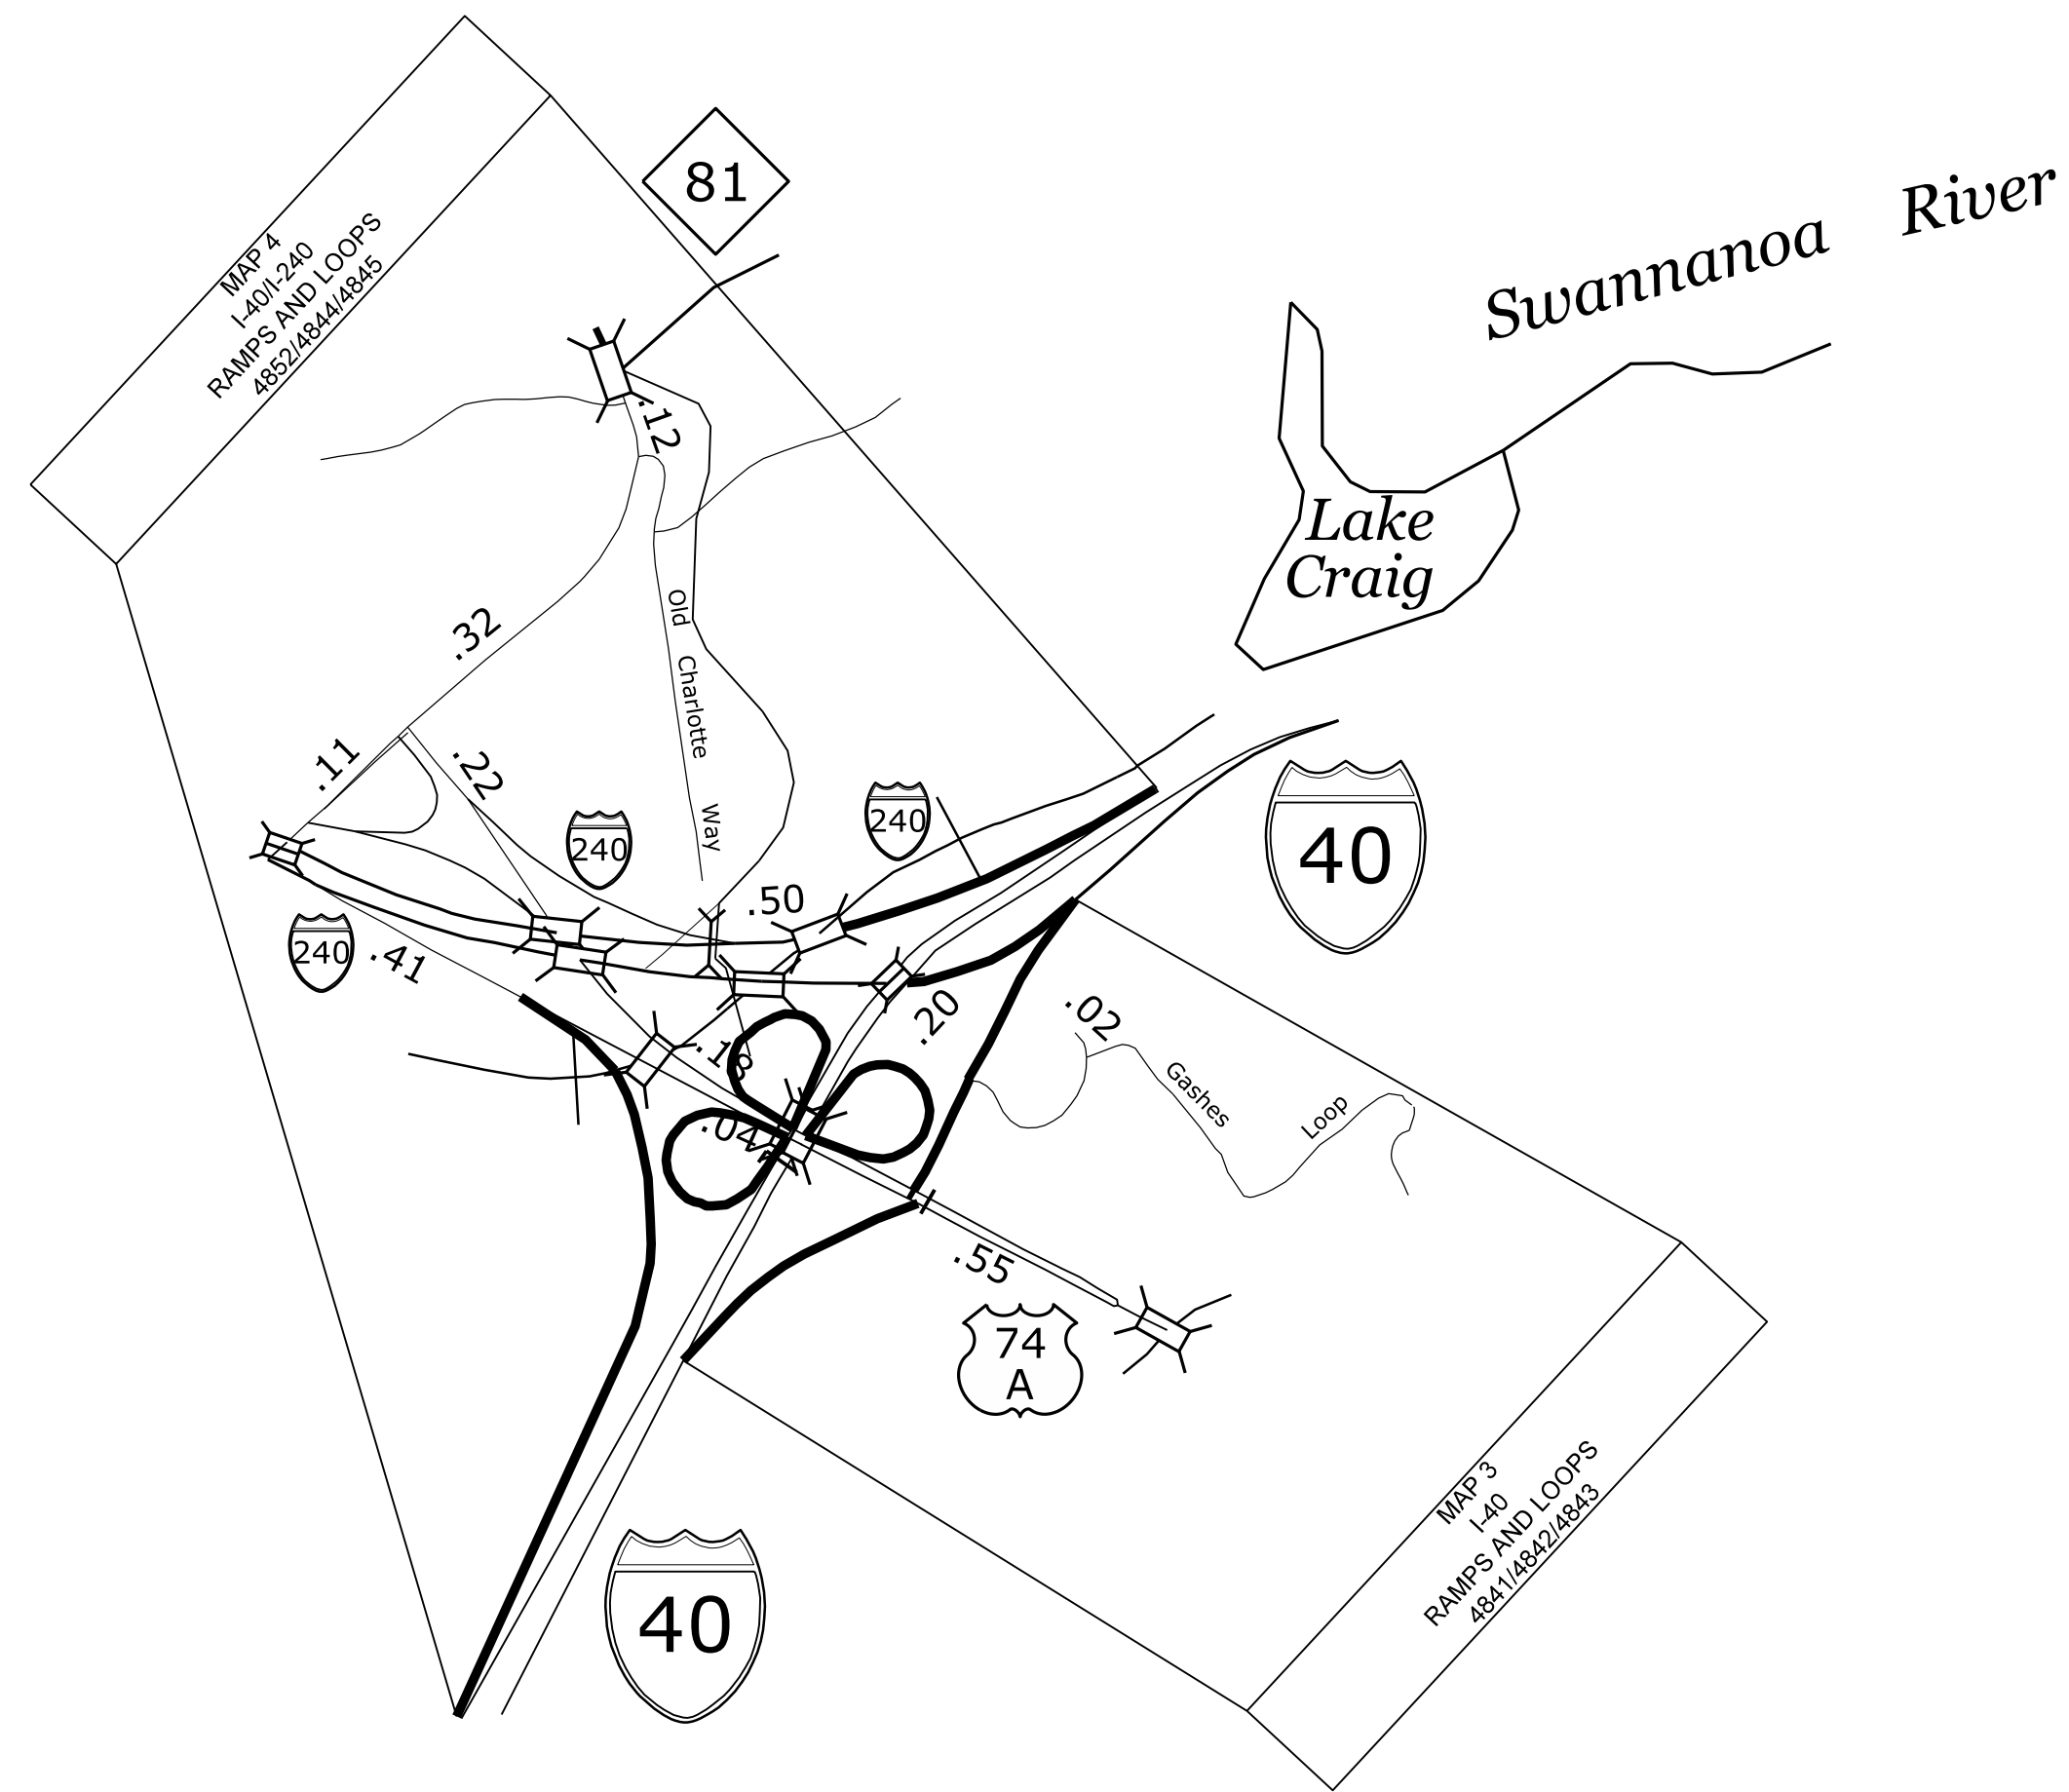 MAP 4
I-40/I-240
RAMPS AND LOOPS
4852/4844/4845
81
Swannanoa River
Lake
Craig
.12
.32
Old Charlotte Way
.11
.22
240
240
40
240
.50
.41
.20
.02
.18
.04
Gashes Loop
.55
74
A
MAP 3
I-40
RAMPS AND LOOPS
4841/4842/4843
40